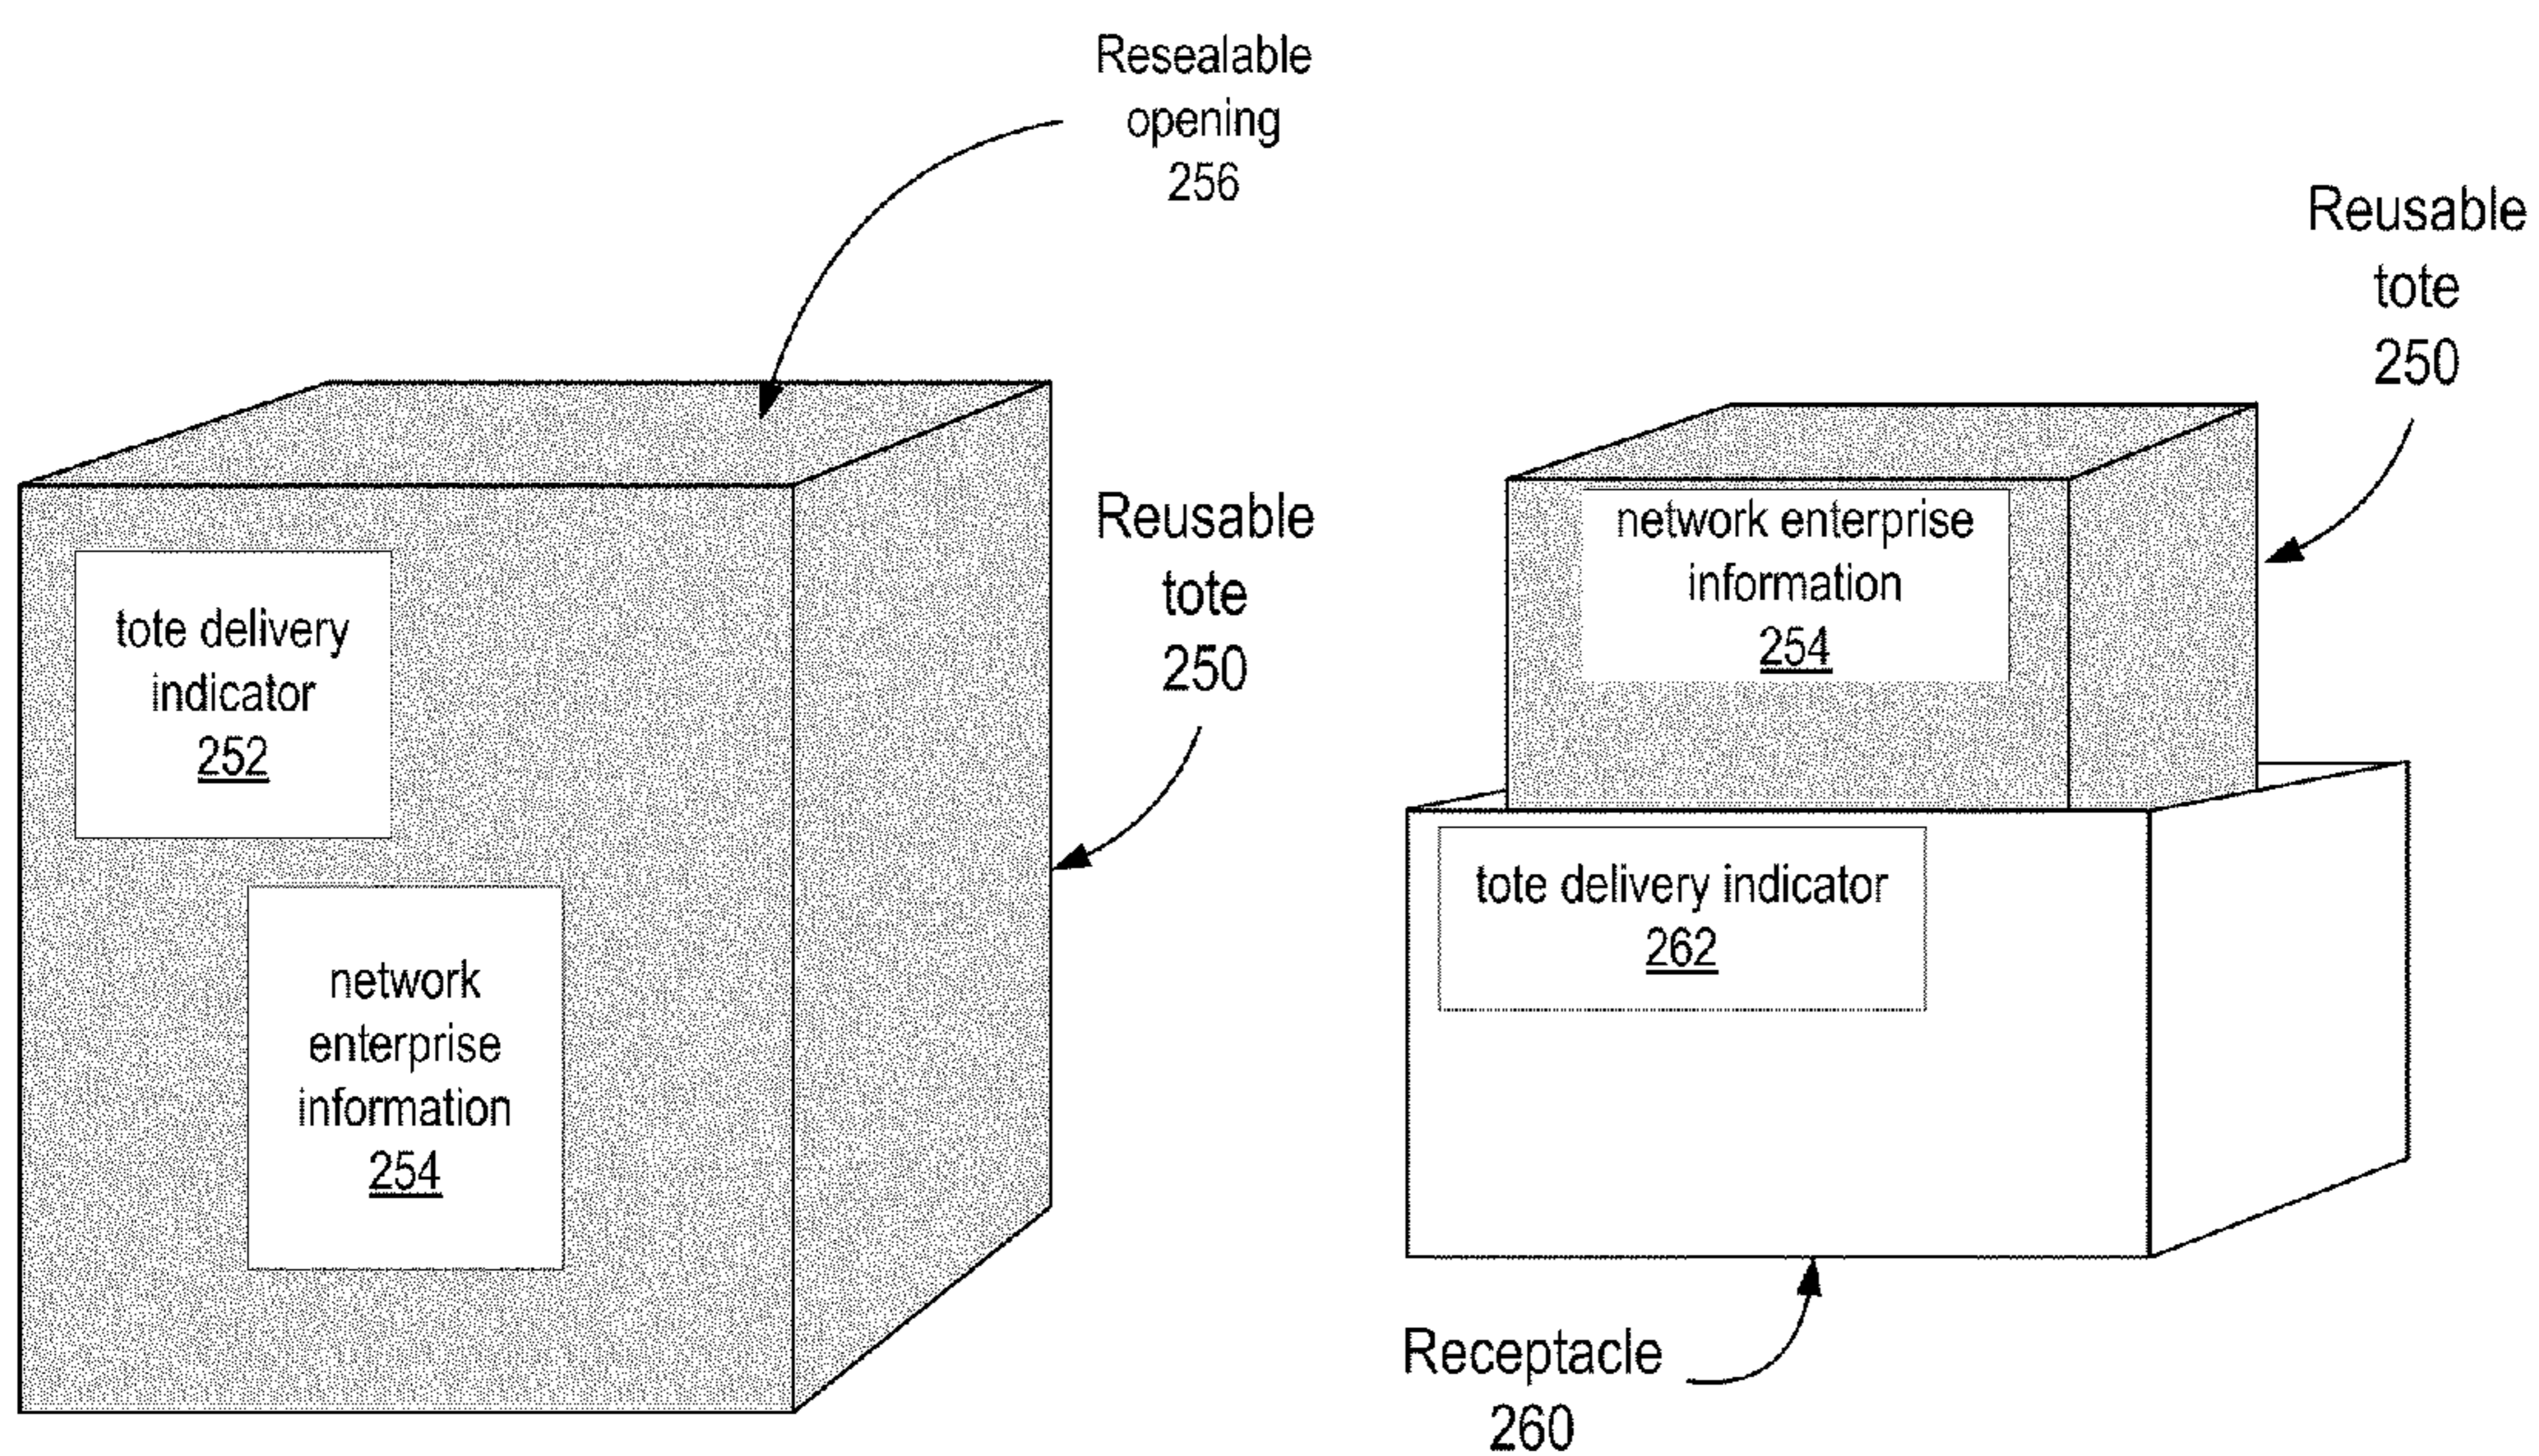 Resealable
opening
256
Reusable
tote
250
tote delivery
indicator
252
network
enterprise
information
254
Reusable
tote
250
network enterprise
information
254
tote delivery indicator
262
Receptacle
260